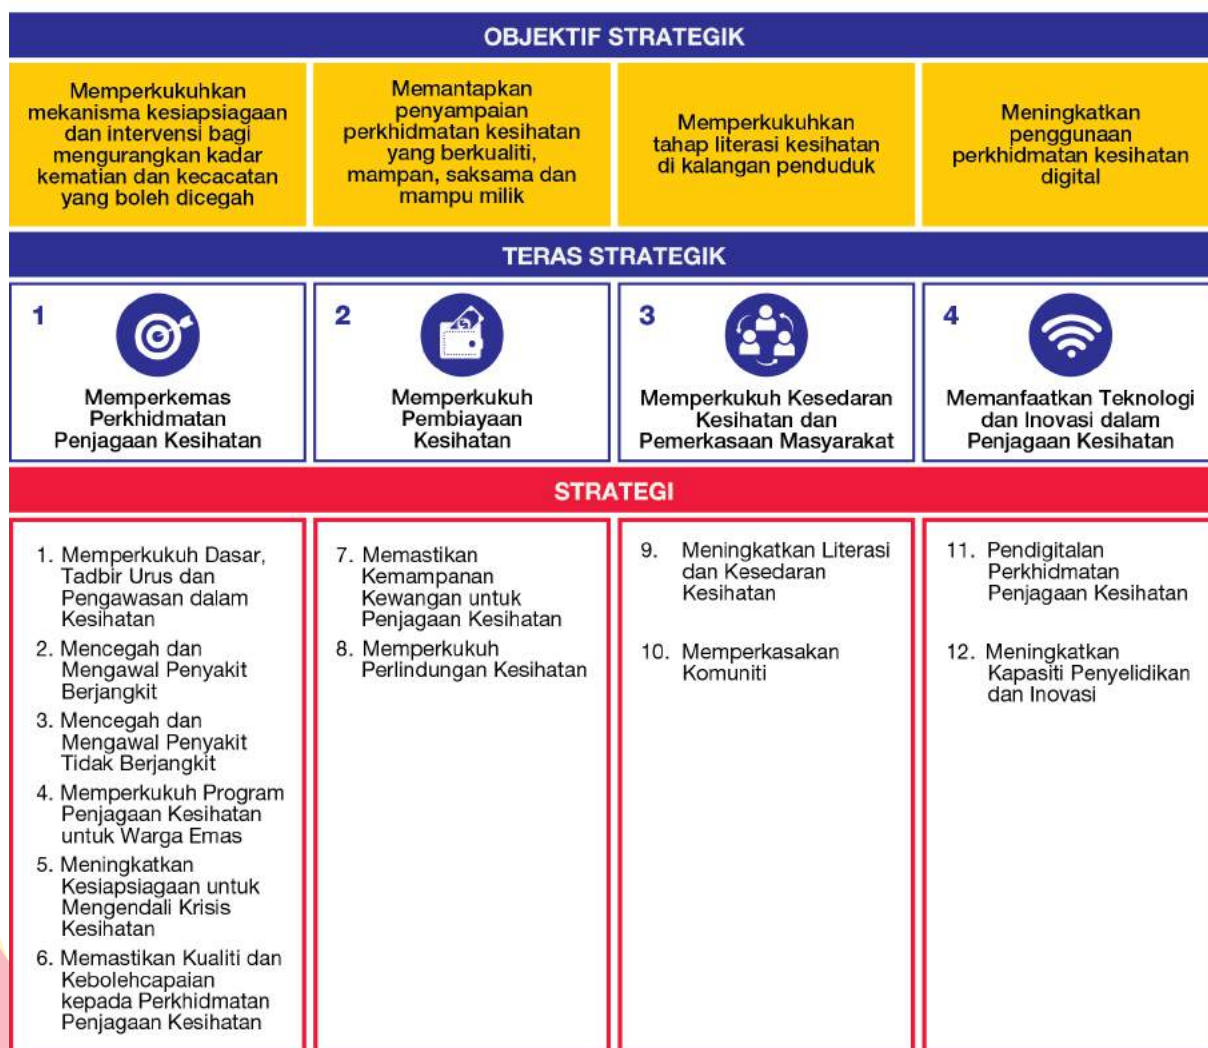 OBJEKTIF STRATEGIK
Memperkukuhkan
mekanisma kesiapsiagaan
dan intervensi bagi
mengurangkan kadar
kematian dan kecacatan
yang boleh dicegah
Memantapkan
penyampaian
perkhidmatan kesihatan
yang berkualiti,
mampan, saksama dan
mampu milik
Memperkukuhkan
tahap literasi kesihatan
di kalangan penduduk
Meningkatkan
penggunaan
perkhidmatan kesihatan
digital
TERAS STRATEGIK
1
Memperkemas
Perkhidmatan
Penjagaan Kesihatan
2
Memperkukuh
Pembiayaan
Kesihatan
3
Memperkukuh Kesedaran
Kesihatan dan
Pemerkasaan Masyarakat
4
Memanfaatkan Teknologi
dan Inovasi dalam
Penjagaan Kesihatan
STRATEGI
1. Memperkukuh Dasar,
Tadbir Urus dan
Pengawasan dalam
Kesihatan
2. Mencegah dan
Mengawal Penyakit
Berjangkit
3. Mencegah dan
Mengawal Penyakit
Tidak Berjangkit
4. Memperkukuh Program
Penjagaan Kesihatan
untuk Warga Emas
5. Meningkatkan
Kesiapsiagaan untuk
Mengendali Krisis
Kesihatan
6. Memastikan Kualiti dan
Kebolehcapaian
kepada Perkhidmatan
Penjagaan Kesihatan
7. Memastikan
Kemampanan
Kewangan untuk
Penjagaan Kesihatan
8. Memperkukuh
Perlindungan Kesihatan
9. Meningkatkan Literasi
dan Kesedaran
Kesihatan
10. Memperkasakan
Komuniti
11. Pendigitalan
Perkhidmatan
Penjagaan Kesihatan
12. Meningkatkan
Kapasiti Penyelidikan
dan Inovasi